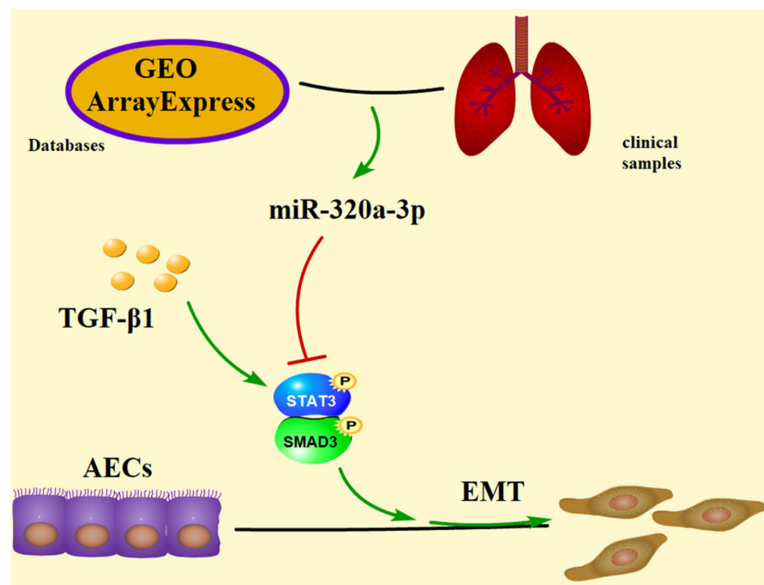 GEO
ArrayExpress
Databases
clinical
samples
miR-320a-3p
TGF-β1
P
STAT3
P
SMAD3
AECs
EMT